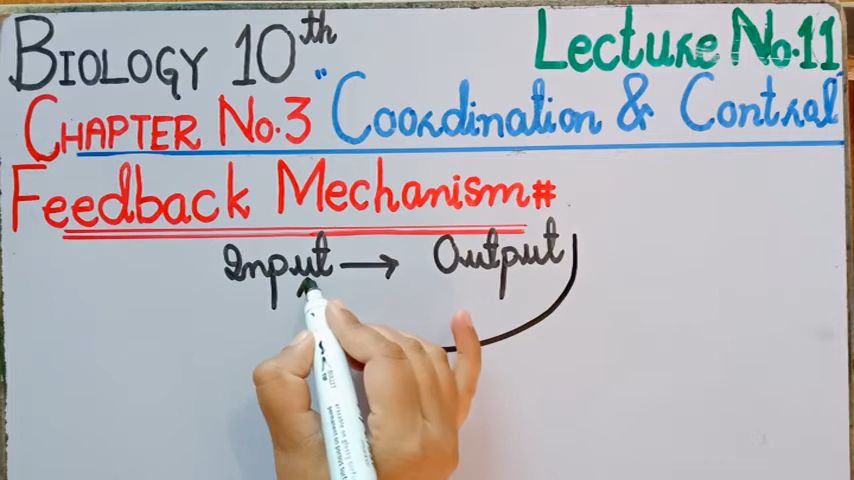 BIOLOGY 10th Lecture No.11
CHAPTER No.3 "Coordination & Control"
Feedback Mechanism#
Input → Output